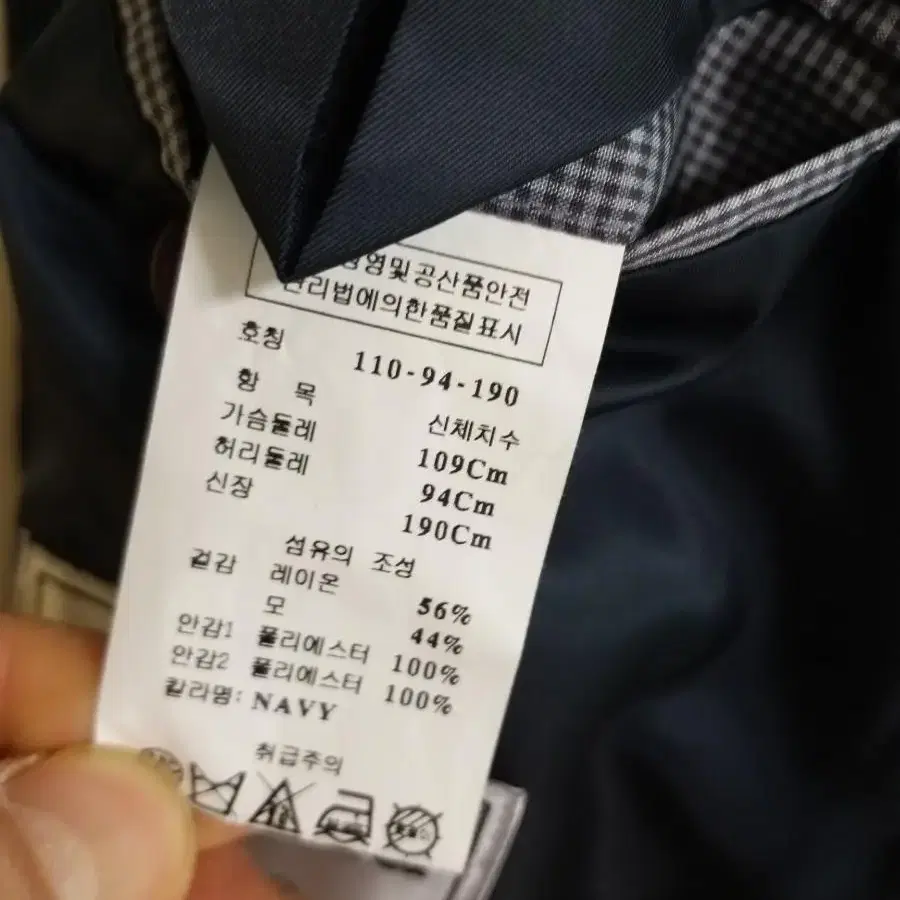 및공산품안전
관리법에의한품질표시
호칭 110-94-190
항 목 신체치수
가슴둘레 109Cm
허리둘레 94Cm
신장 190Cm
섬유의 조성
겉감 레이온 56%
모 44%
안감1 폴리에스터 100%
안감2 폴리에스터 100%
칼라명: NAVY
취급주의